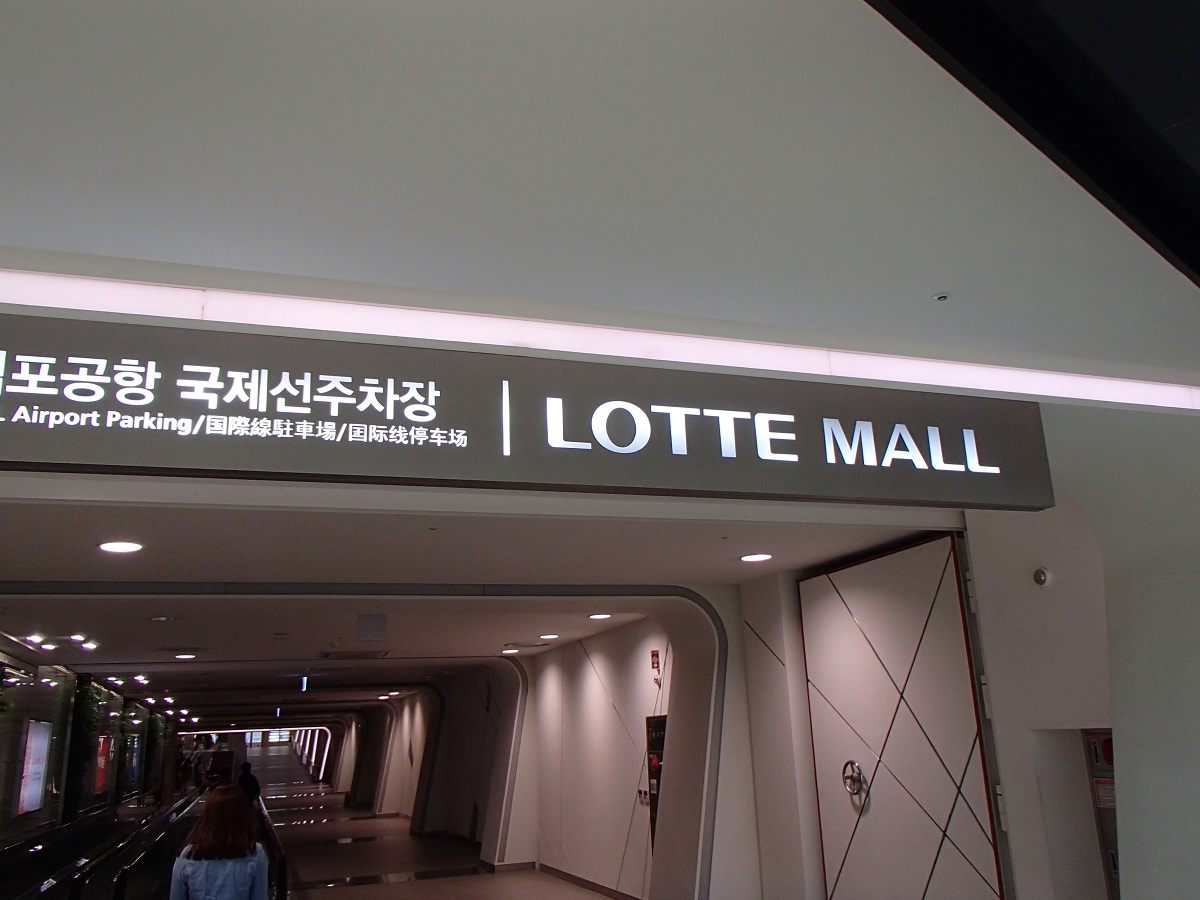 포공항 국제선주차장
Airport Parking/国際線駐車場/国际线停车场
LOTTE MALL